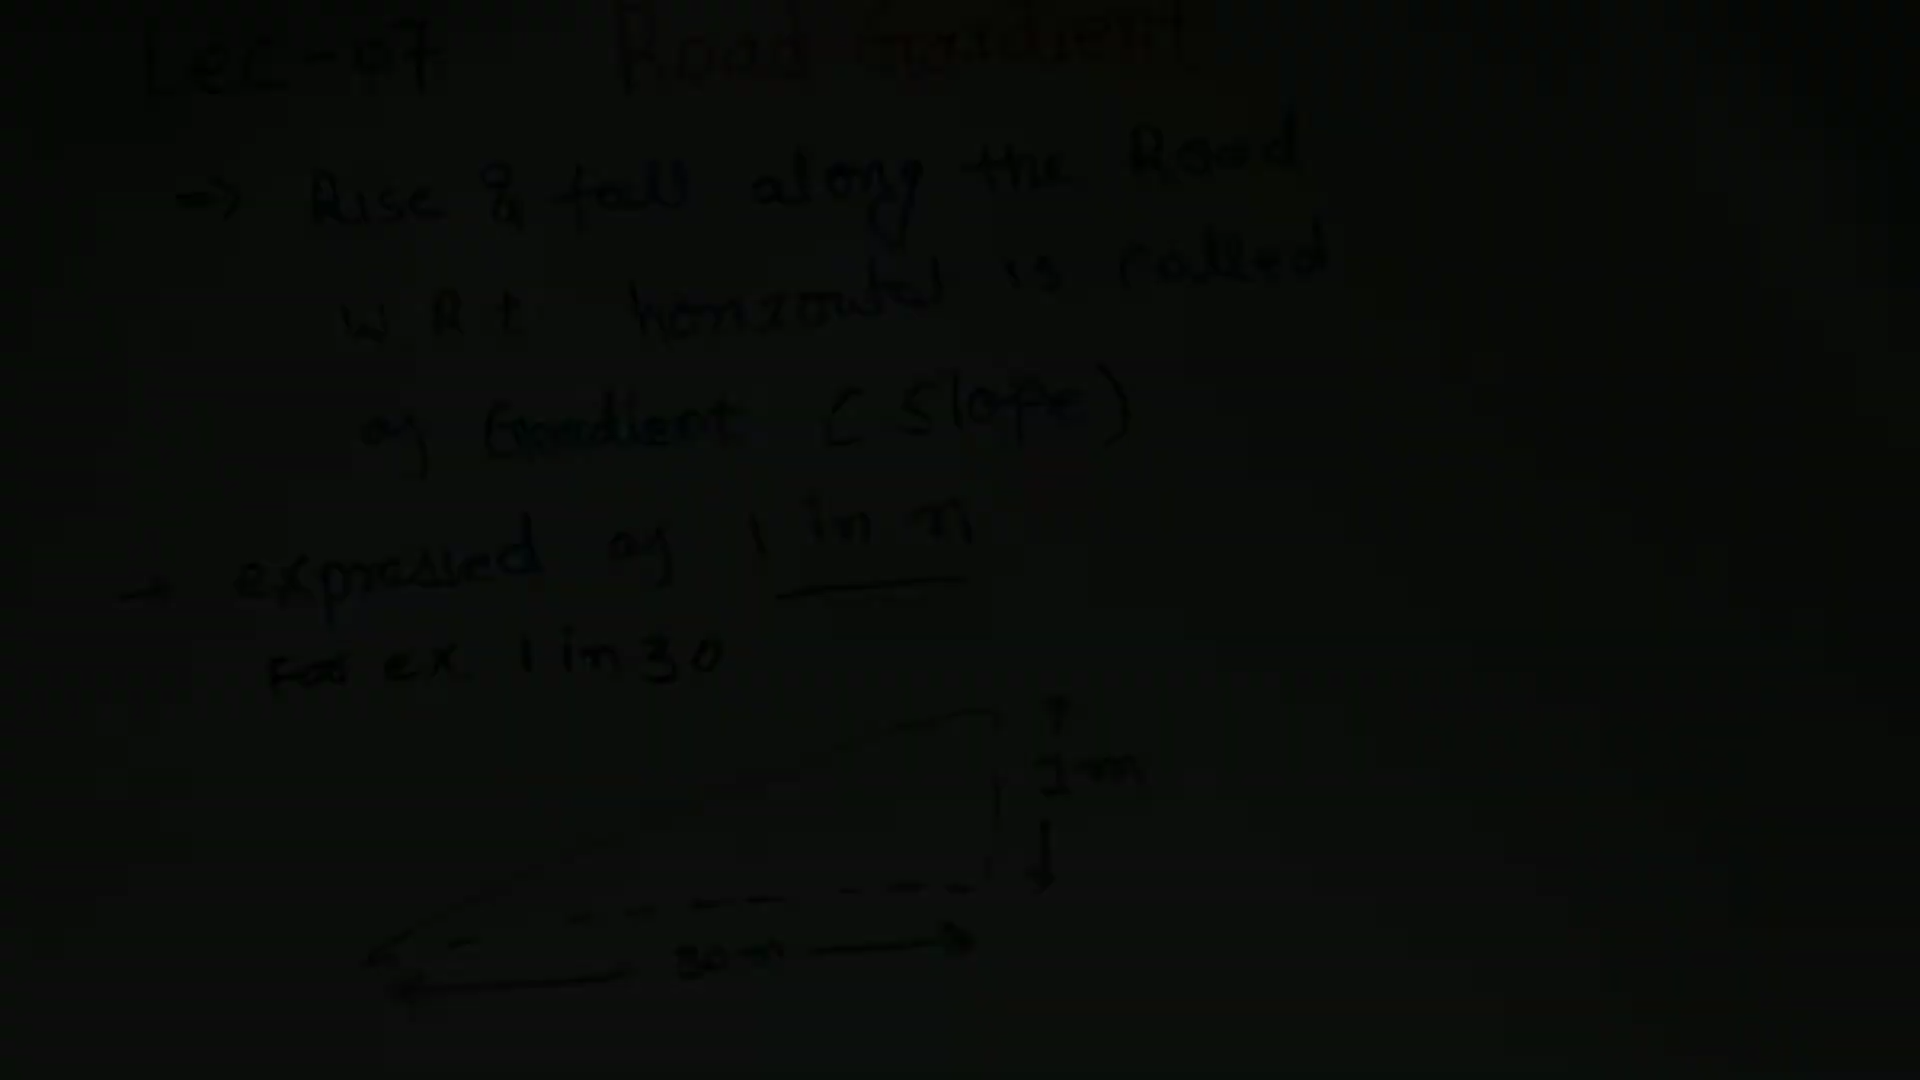 Lec-07 Road Gradient
=> Rise & fall along the Road
W R t horizontal is called
as Gradient (Slope)
→ expressed as 1 in n
For ex 1 in 30
1m
30m